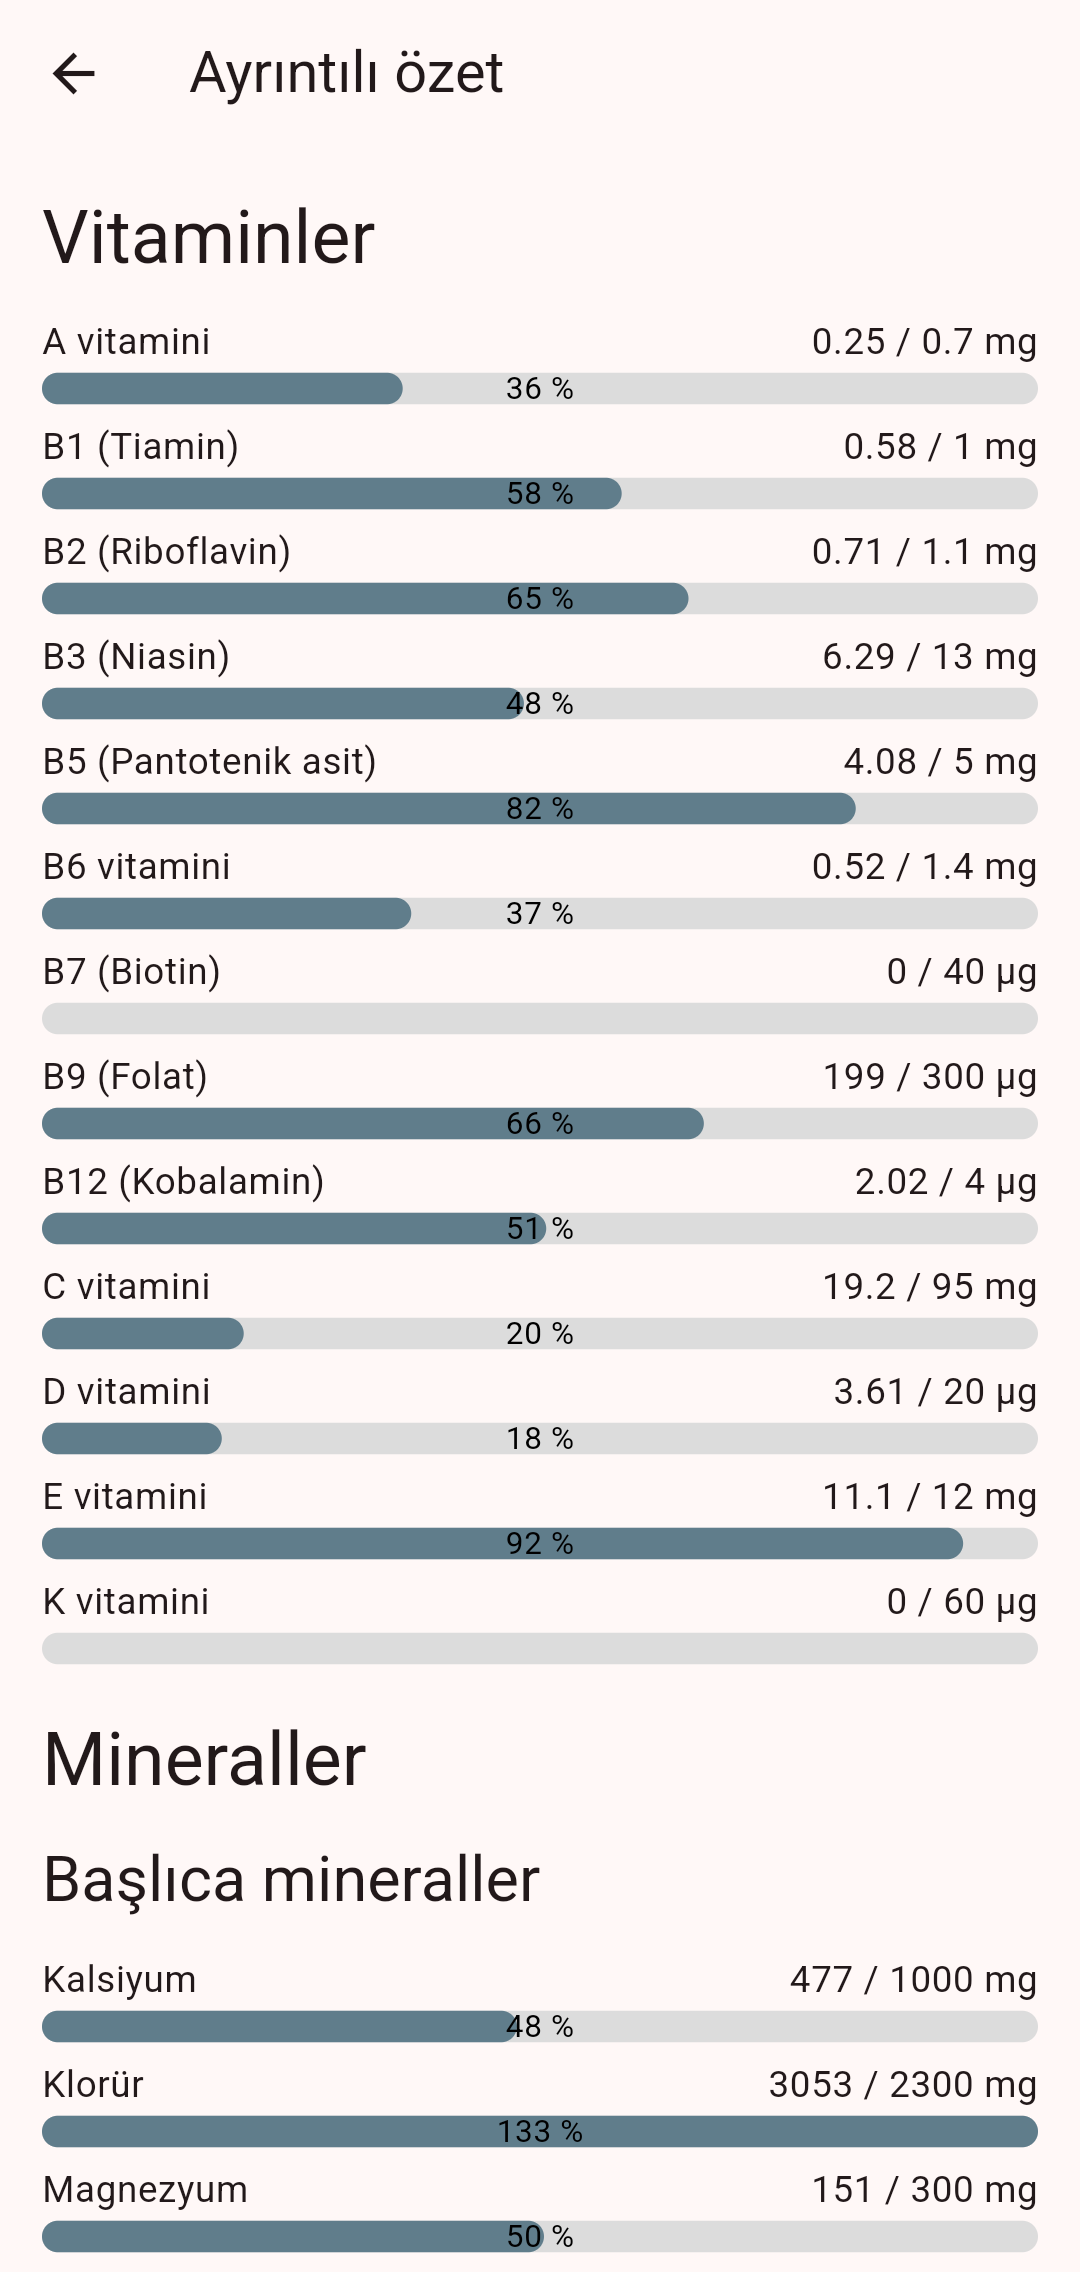 Ayrıntılı özet
Vitaminler
A vitamini 0.25 / 0.7 mg
36 %
B1 (Tiamin) 0.58 / 1 mg
58 %
B2 (Riboflavin) 0.71 / 1.1 mg
65 %
B3 (Niasin) 6.29 / 13 mg
48 %
B5 (Pantotenik asit) 4.08 / 5 mg
82 %
B6 vitamini 0.52 / 1.4 mg
37 %
B7 (Biotin) 0 / 40 µg
B9 (Folat) 199 / 300 µg
66 %
B12 (Kobalamin) 2.02 / 4 µg
51 %
C vitamini 19.2 / 95 mg
20 %
D vitamini 3.61 / 20 µg
18 %
E vitamini 11.1 / 12 mg
92 %
K vitamini 0 / 60 µg
Mineraller
Başlıca mineraller
Kalsiyum 477 / 1000 mg
48 %
Klorür 3053 / 2300 mg
133 %
Magnezyum 151 / 300 mg
50 %